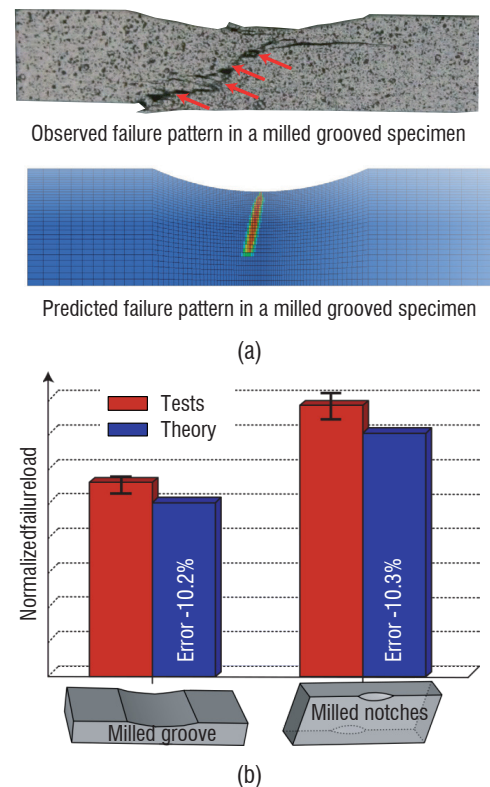 Observed failure pattern in a milled grooved specimen
Predicted failure pattern in a milled grooved specimen
(a)
Normalizedfailureload
Tests
Theory
Error -10.2%
Error -10.3%
Milled groove
Milled notches
(b)